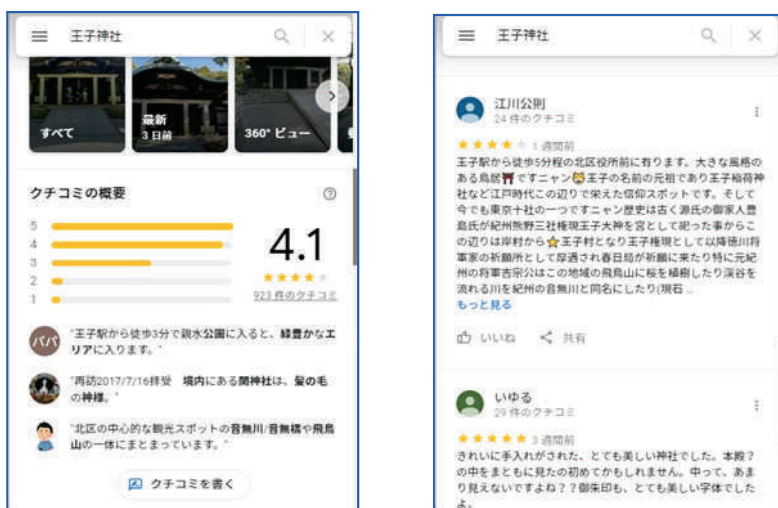 王子神社
すべて
最新
3 日前
360° ビュー
クチコミの概要
5
4
3
2
1
4.1
923 件のクチコミ
パパ
"王子駅から徒歩3分で親水公園に入ると、緑豊かなエ
リアに入ります。"
"再訪2017/7/16拝受　境内にある関神社は、髪の毛
の神様。"
"北区の中心的な観光スポットの音無川/音無橋や飛鳥
山の一体にまとまっています。"
クチコミを書く
王子神社
江川公則
24 件のクチコミ
1 週間前
王子駅から徒歩5分程の北区役所前に有ります。大きな風格の
ある鳥居⛩ですニャン🐱王子の名前の元祖であり王子稲荷神
社など江戸時代この辺りで栄えた信仰スポットです。そして
今でも東京十社の一つですニャン歴史は古く源氏の御家人豊
島氏が紀州熊野三社権現王子大神を宮として祀った事からこ
の辺りは岸村から⭐王子村となり王子権現として以降徳川将
軍家の祈願所として厚遇され春日局が祈願に来たり特に元紀
州の将軍吉宗公はこの地域の飛鳥山に桜を植樹したり渓谷を
流れる川を紀州の音無川と同名にしたり(現石 ...
もっと見る
いいね
共有
いゆる
29 件のクチコミ
3 週間前
きれいに手入れがされた、とても美しい神社でした。本殿？
の中をまともに見たの初めてかもしれません。中って、あま
り見えないですよね？？御朱印も、とても美しい字体でした
よ。